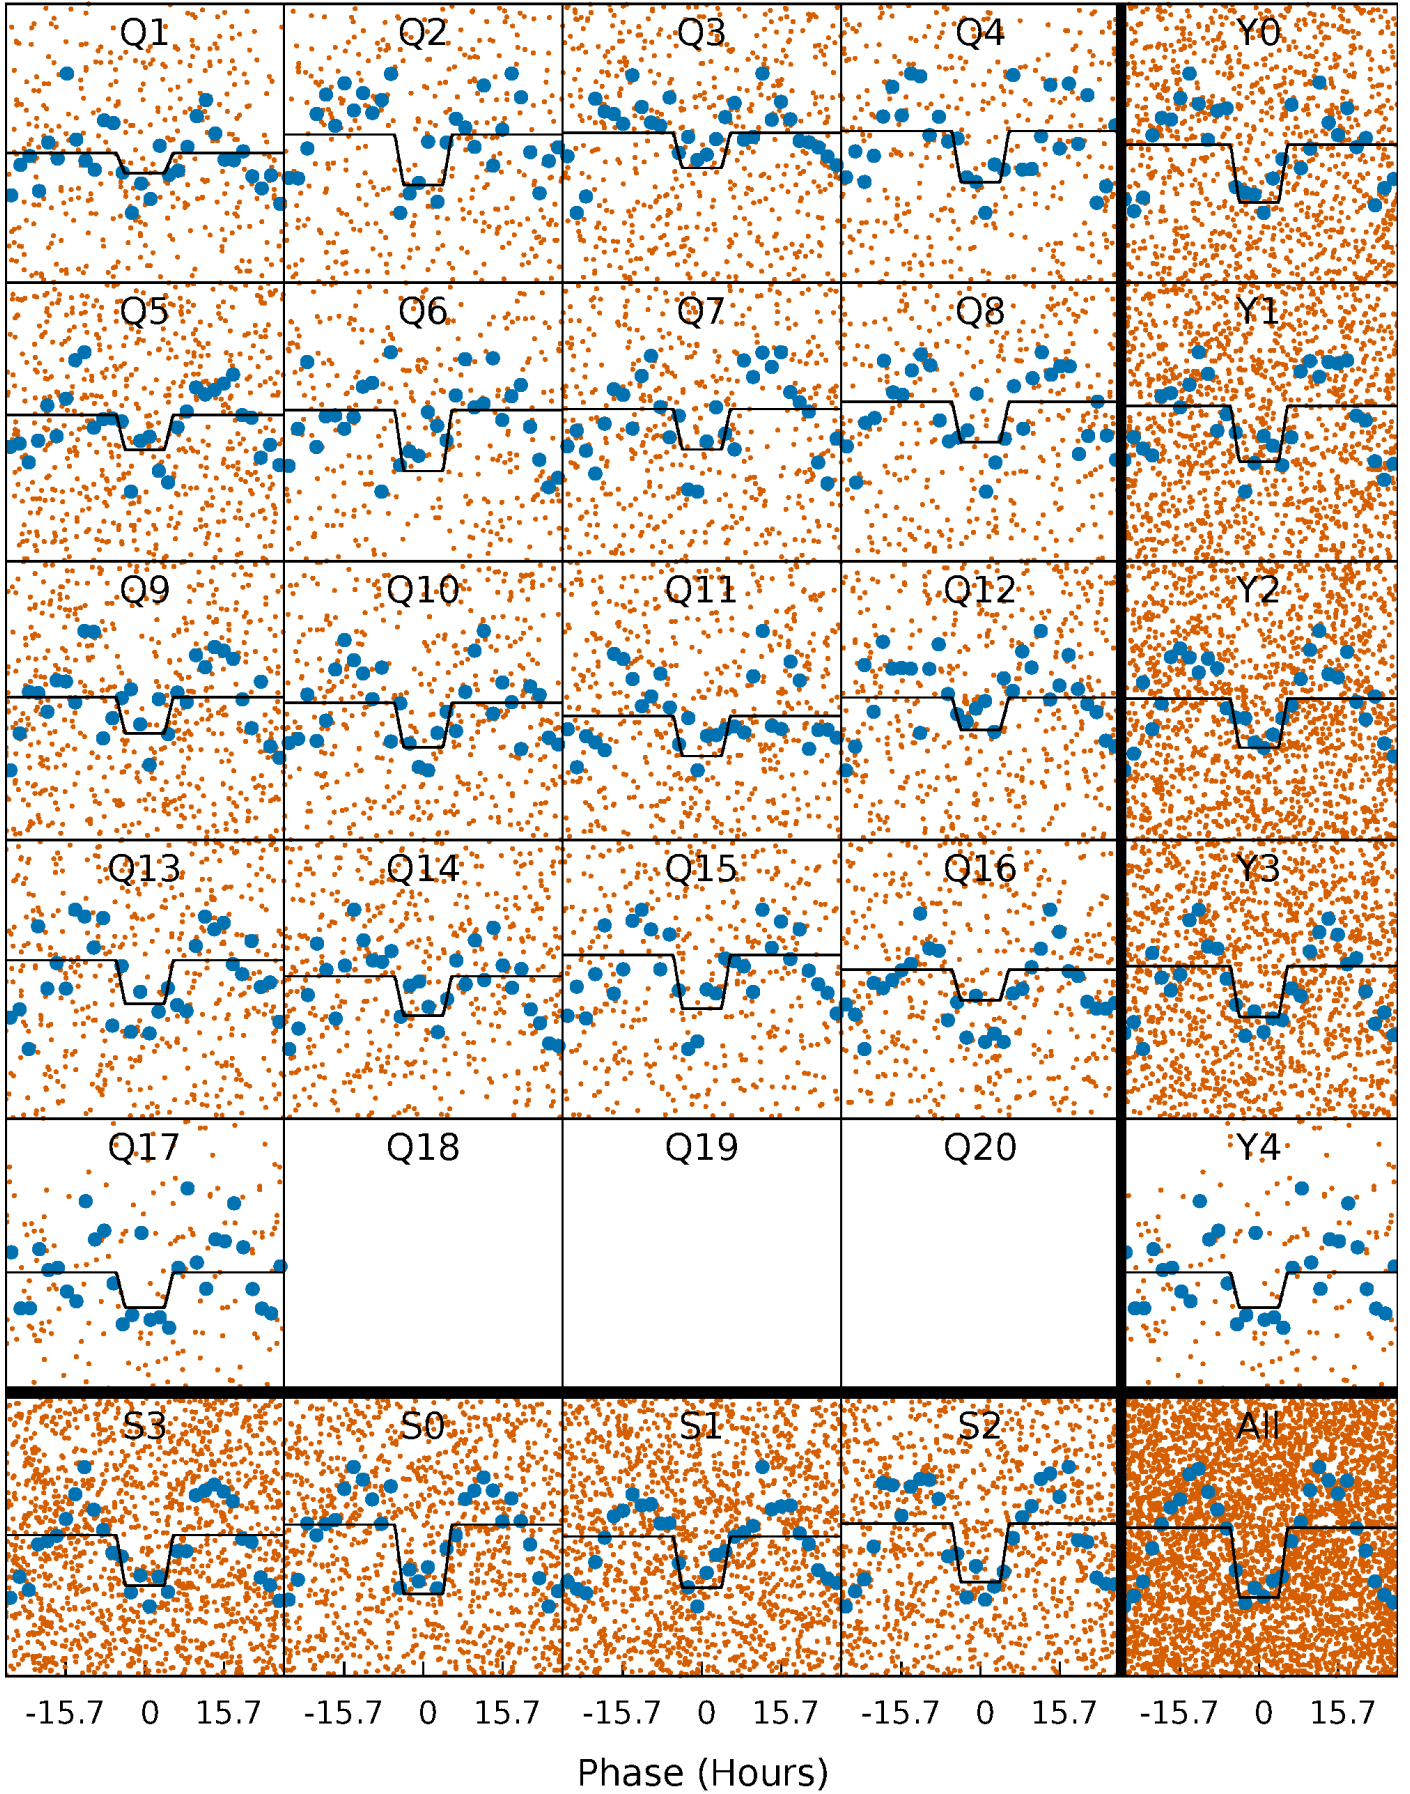 Q1 Q2 Q3 Q4 Y0
Q5 Q6 Q7 Q8 Y1
Q9 Q10 Q11 Q12 Y2
Q13 Q14 Q15 Q16 Y3
Q17 Q18 Q19 Q20 Y4
S3 S0 S1 S2 All
-15.7 0 15.7 -15.7 0 15.7 -15.7 0 15.7 -15.7 0 15.7 -15.7 0 15.7
Phase (Hours)